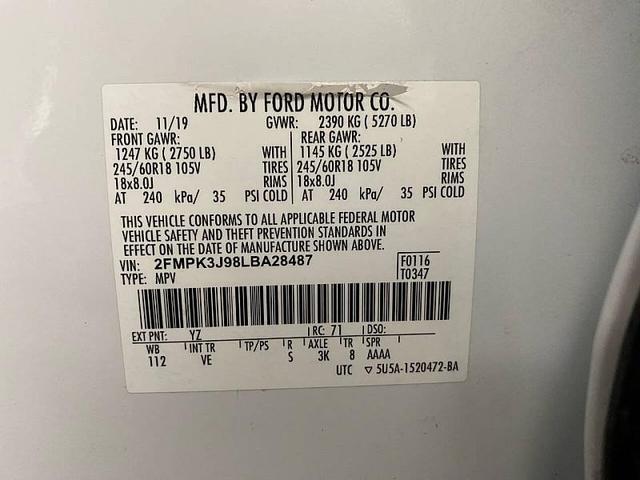 MFD. BY FORD MOTOR CO.
DATE: 11/19 GVWR: 2390 KG ( 5270 LB)
FRONT GAWR: REAR GAWR:
1247 KG ( 2750 LB) WITH 1145 KG ( 2525 LB) WITH
245/60R18 105V TIRES 245/60R18 105V TIRES
18x8.0J RIMS 18x8.0J RIMS
AT 240 kPa/ 35 PSI COLD AT 240 kPa/ 35 PSI COLD
THIS VEHICLE CONFORMS TO ALL APPLICABLE FEDERAL MOTOR
VEHICLE SAFETY AND THEFT PREVENTION STANDARDS IN
EFFECT ON THE DATE OF MANUFACTURE SHOWN ABOVE.
VIN: 2FMPK3J98LBA28487 F0116
TYPE: MPV T0347
EXT PNT: YZ RC: 71 DSO:
WB INT TR TP/PS R AXLE TR SPR
112 VE S 3K 8 AAAA
UTC ▽ 5U5A-1520472-BA